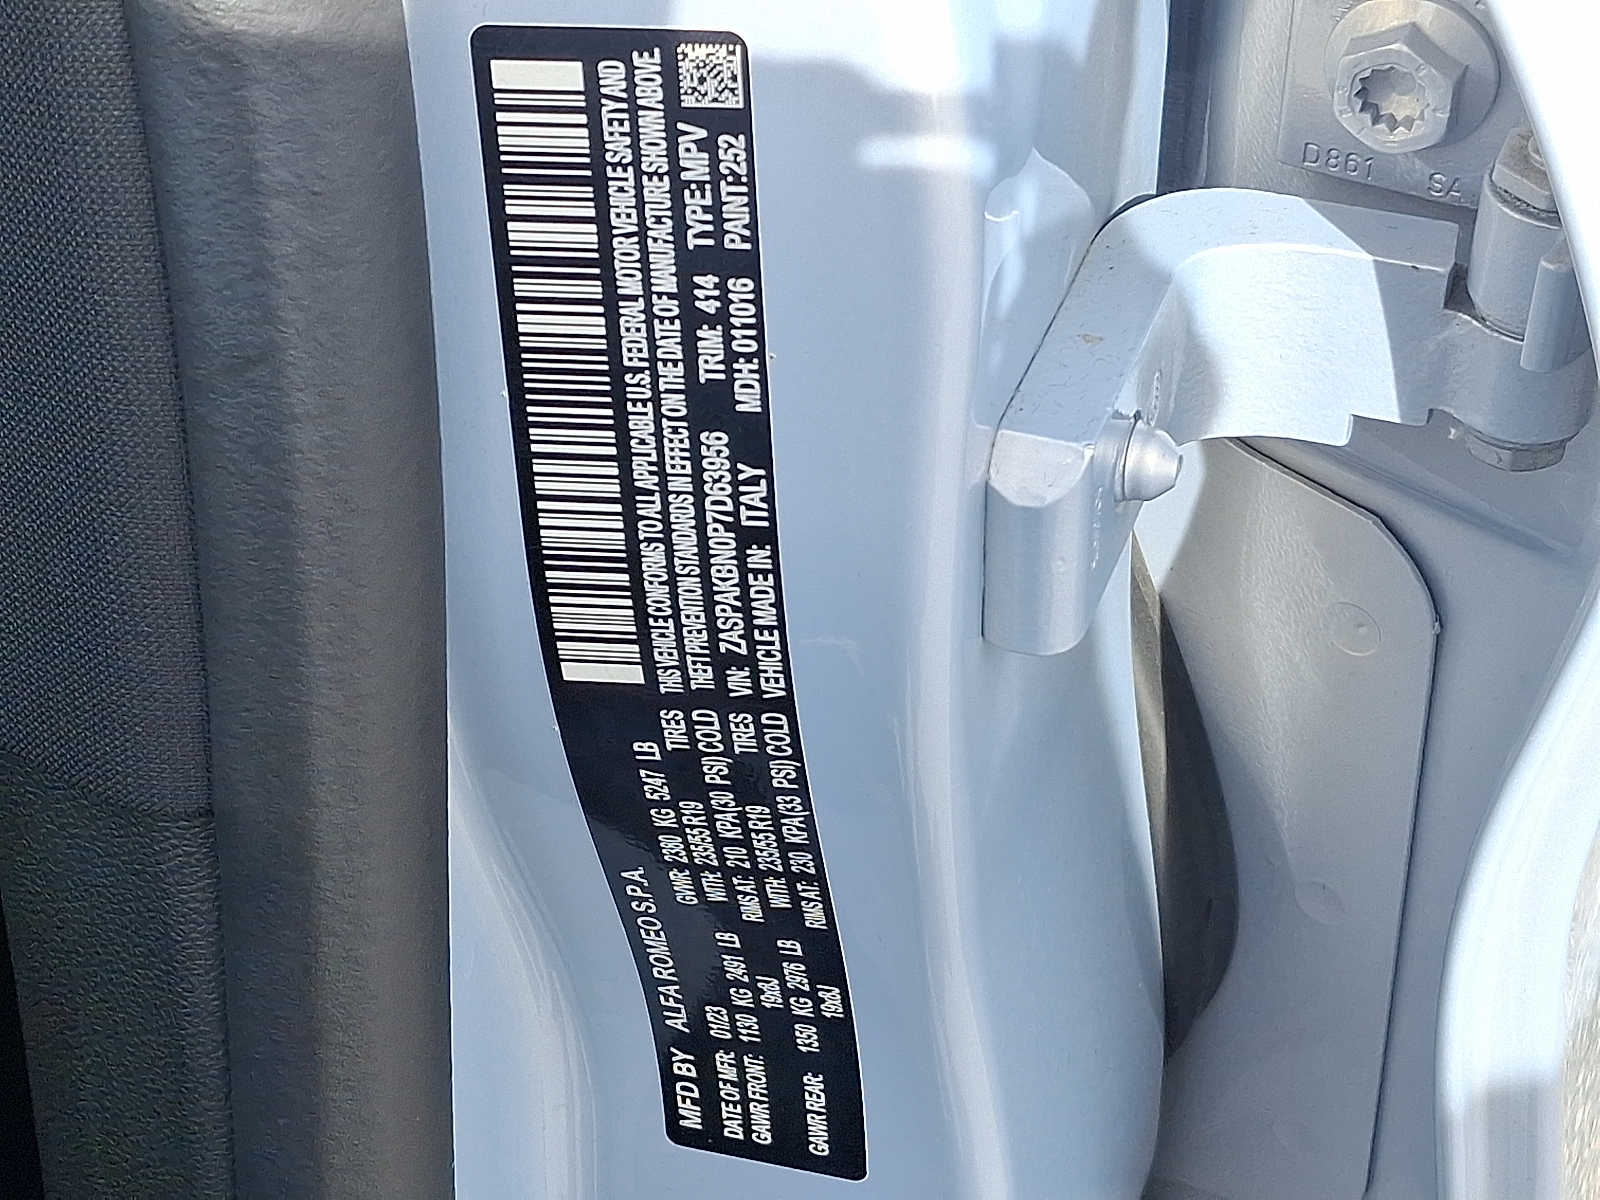 MFD BY ALFA ROMEO S.P.A.
DATE OF MFR: 01/23 GVWR: 2380 KG 5247 LB
GAWR FRONT: 1130 KG 2491 LB WITH: 235/55 R19 TIRES
19x8J RIMS AT: 210 KPA(30 PSI) COLD
GAWR REAR: 1350 KG 2976 LB WITH: 235/55 R19 TIRES
19x8J RIMS AT: 230 KPA(33 PSI) COLD
THIS VEHICLE CONFORMS TO ALL APPLICABLE U.S. FEDERAL MOTOR VEHICLE SAFETY AND
THEFT PREVENTION STANDARDS IN EFFECT ON THE DATE OF MANUFACTURE SHOWN ABOVE.
VIN: ZASPAKBN0P7D63956 TRIM: 414 TYPE: MPV
VEHICLE MADE IN: ITALY MDH: 011016 PAINT:252
D861 SA